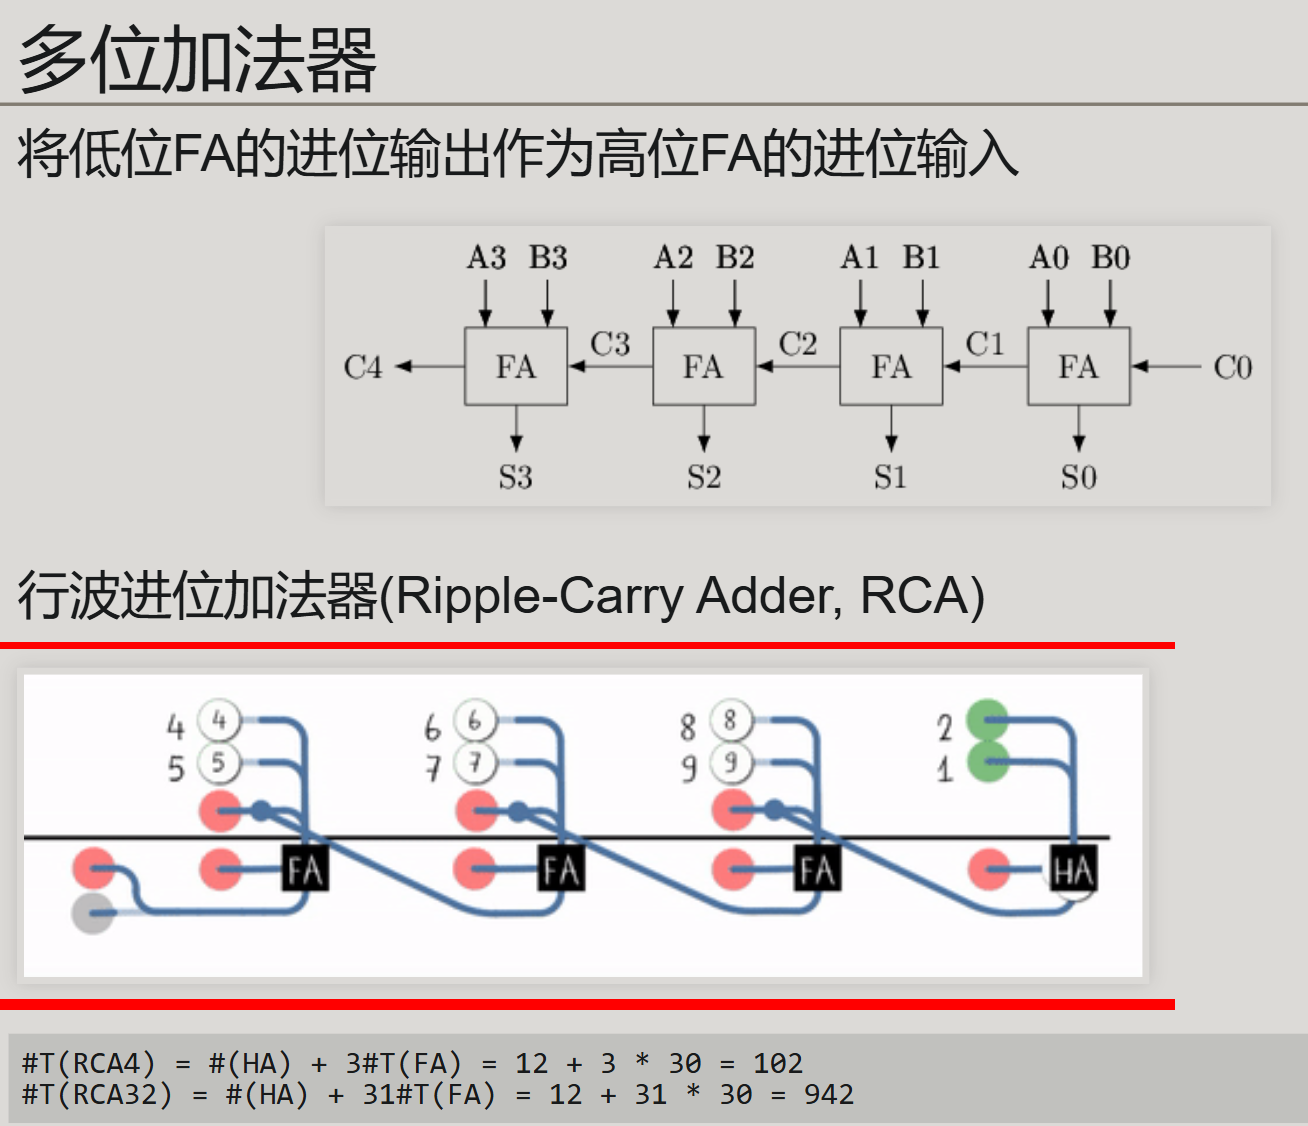 多位加法器
将低位FA的进位输出作为高位FA的进位输入
A3 B3 A2 B2 A1 B1 A0 B0
C4 FA C3 FA C2 FA C1 FA C0
S3 S2 S1 S0
行波进位加法器(Ripple-Carry Adder, RCA)
4 4 6 6 8 8 2
5 5 7 7 9 9 1
FA FA FA HA
#T(RCA4) = #(HA) + 3#T(FA) = 12 + 3 * 30 = 102
#T(RCA32) = #(HA) + 31#T(FA) = 12 + 31 * 30 = 942